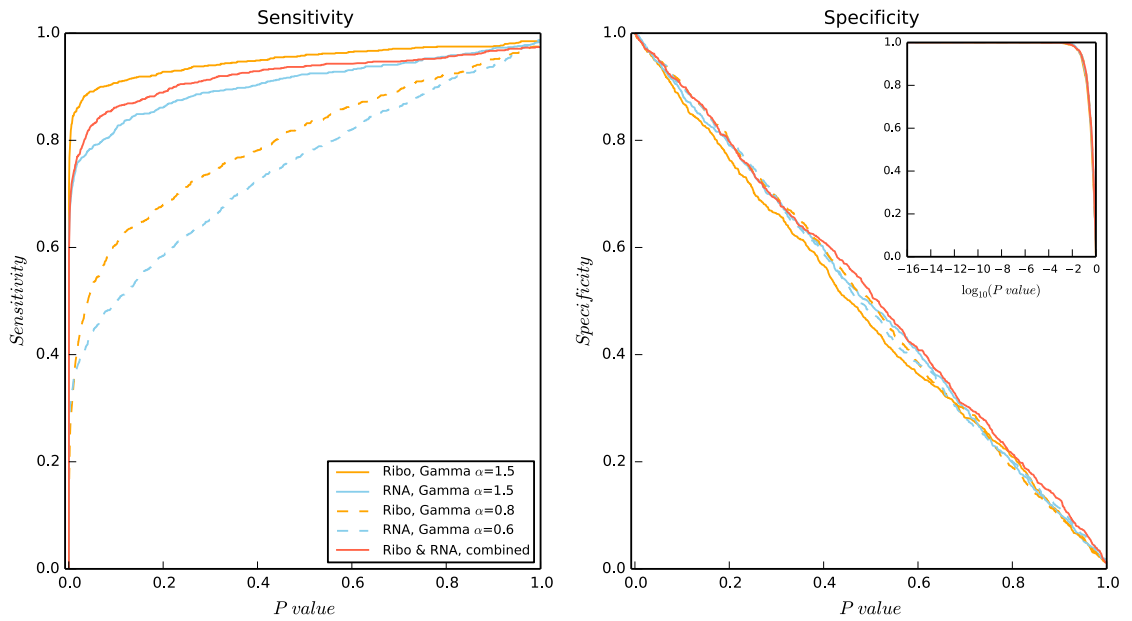 Sensitivity
1.0
0.8
0.6
0.4
0.2
0.0
Sensitivity
0.0 0.2 0.4 0.6 0.8 1.0
P value
Ribo, Gamma α=1.5
RNA, Gamma α=1.5
Ribo, Gamma α=0.8
RNA, Gamma α=0.6
Ribo & RNA, combined
Specificity
1.0
0.8
0.6
0.4
0.2
0.0
Specificity
0.0 0.2 0.4 0.6 0.8 1.0
P value
1.0
0.8
0.6
0.4
0.2
0.0
−16 −14 −12 −10 −8 −6 −4 −2 0
log10(P value)